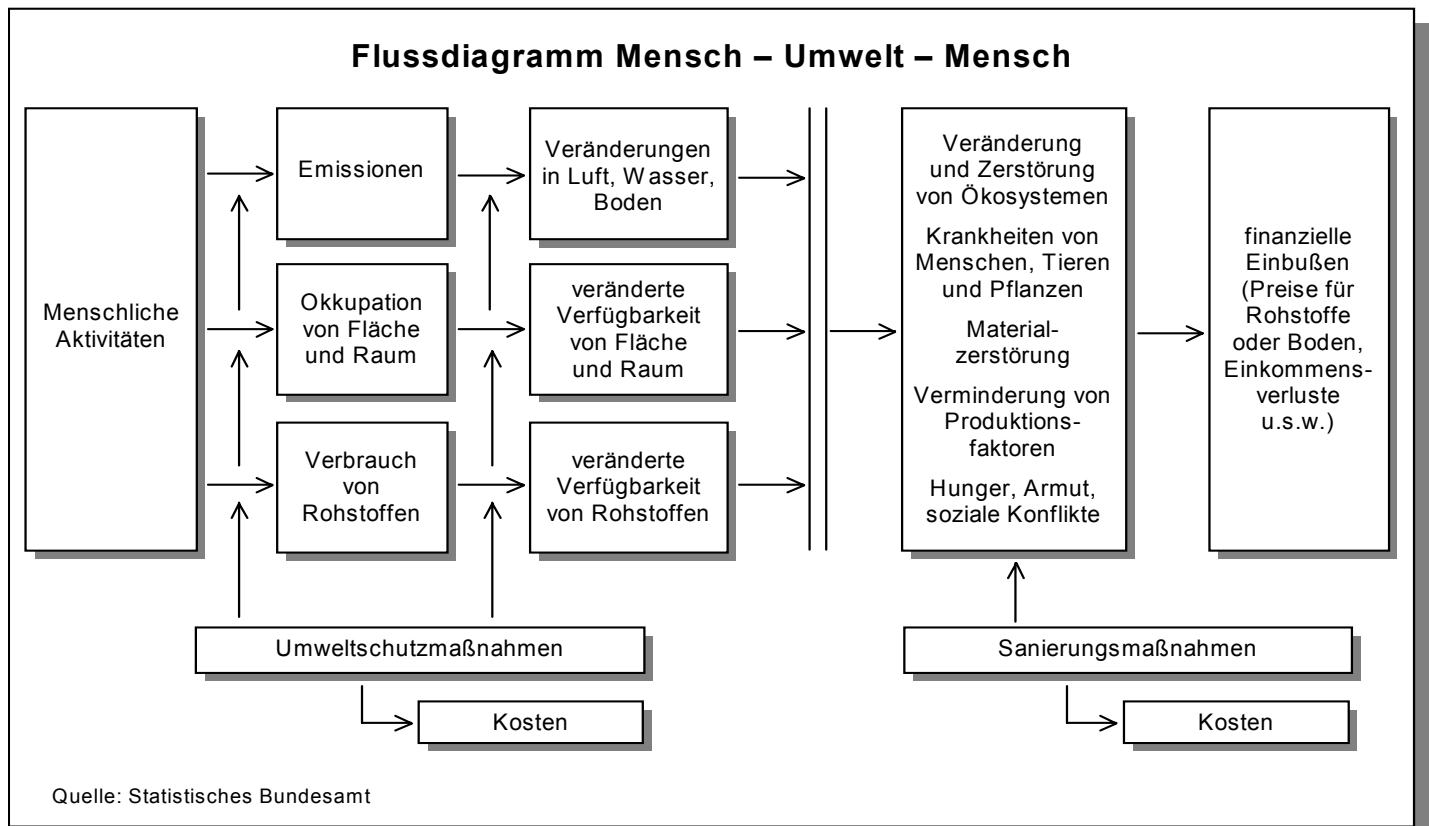 Flussdiagramm Mensch – Umwelt – Mensch
Menschliche
Aktivitäten
Emissionen
Okkupation
von Fläche
und Raum
Verbrauch
von
Rohstoffen
Veränderungen
in Luft, Wasser,
Boden
veränderte
Verfügbarkeit
von Fläche
und Raum
veränderte
Verfügbarkeit
von Rohstoffen
Veränderung
und Zerstörung
von Ökosystemen
Krankheiten von
Menschen, Tieren
und Pflanzen
Material-
zerstörung
Verminderung von
Produktions-
faktoren
Hunger, Armut,
soziale Konflikte
finanzielle
Einbußen
(Preise für
Rohstoffe
oder Boden,
Einkommens-
verluste
u.s.w.)
Umweltschutzmaßnahmen
Kosten
Sanierungsmaßnahmen
Kosten
Quelle: Statistisches Bundesamt